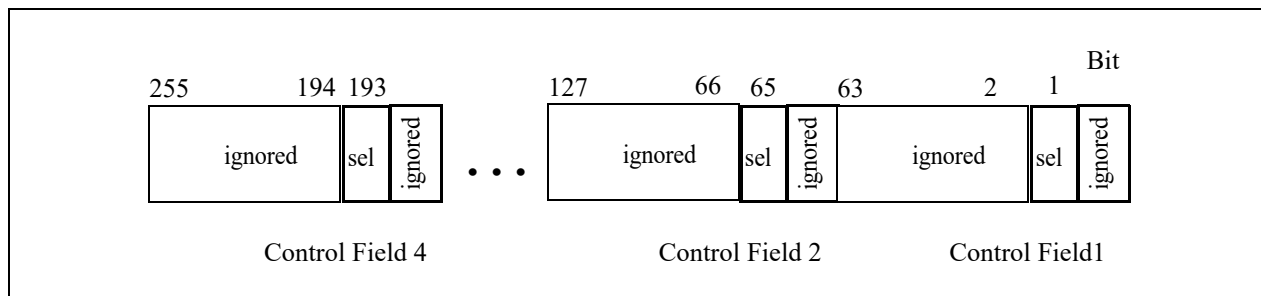 Bit
255 194 193 127 66 65 63 2 1
ignored sel ignored . . . ignored sel ignored ignored sel ignored
Control Field 4 Control Field 2 Control Field1